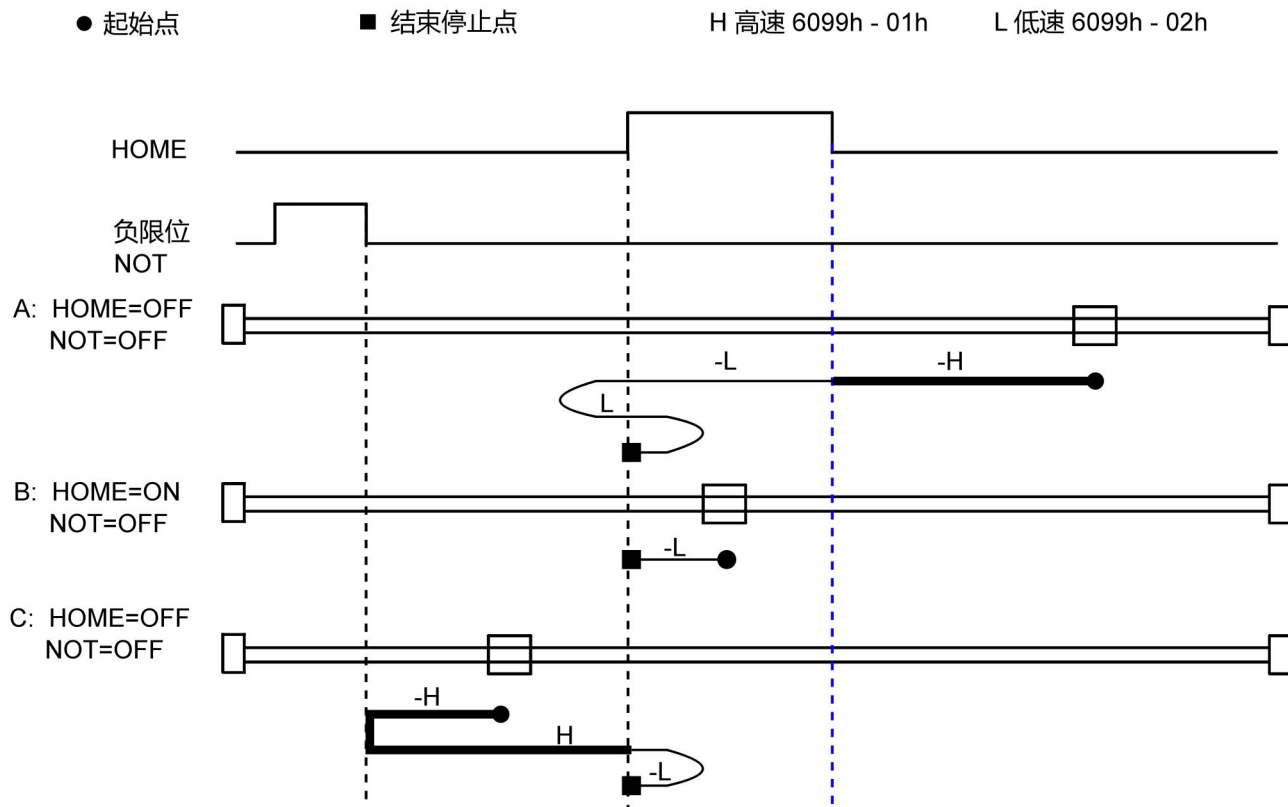 ● 起始点 ■ 结束停止点 H 高速 6099h - 01h L 低速 6099h - 02h
HOME
负限位
NOT
A: HOME=OFF
NOT=OFF
-L -H
L
B: HOME=ON
NOT=OFF
-L
C: HOME=OFF
NOT=OFF
-H
H
-L